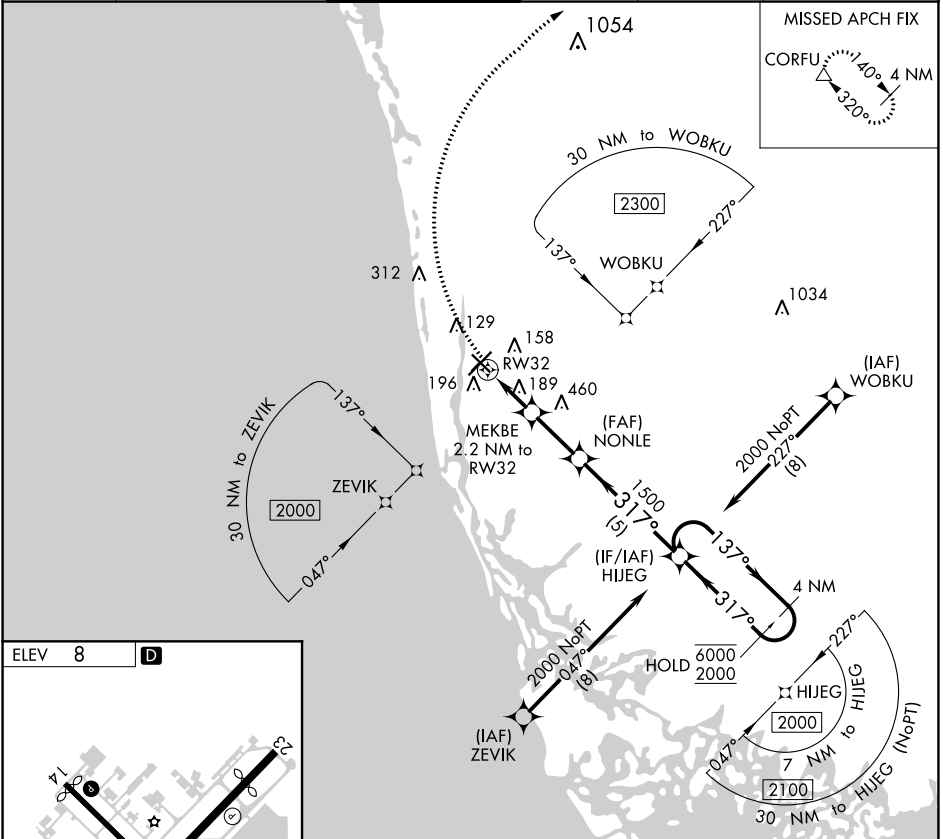 1054
MISSED APCH FIX
CORFU
140°
4 NM
320°
30 NM to WOBKU
2300
137°
227°
WOBKU
312
1034
129
158
RW32
196
189
460
(IAF)
WOBKU
137°
30 NM to ZEVIK
MEKBE
2.2 NM to
RW32
(FAF)
NONLE
2000 NoPT
227°
(8)
ZEVIK
2000
047°
1500
317°
(5)
(IF/IAF)
HIJEG
137°
4 NM
317°
HOLD
6000
2000
227°
2000 NoPT
047°
(8)
HIJEG
2000
047°
7 NM to HIJEG
2100
30 NM to HIJEG (NoPT)
(IAF)
ZEVIK
ELEV 8
D
14
23
P
P